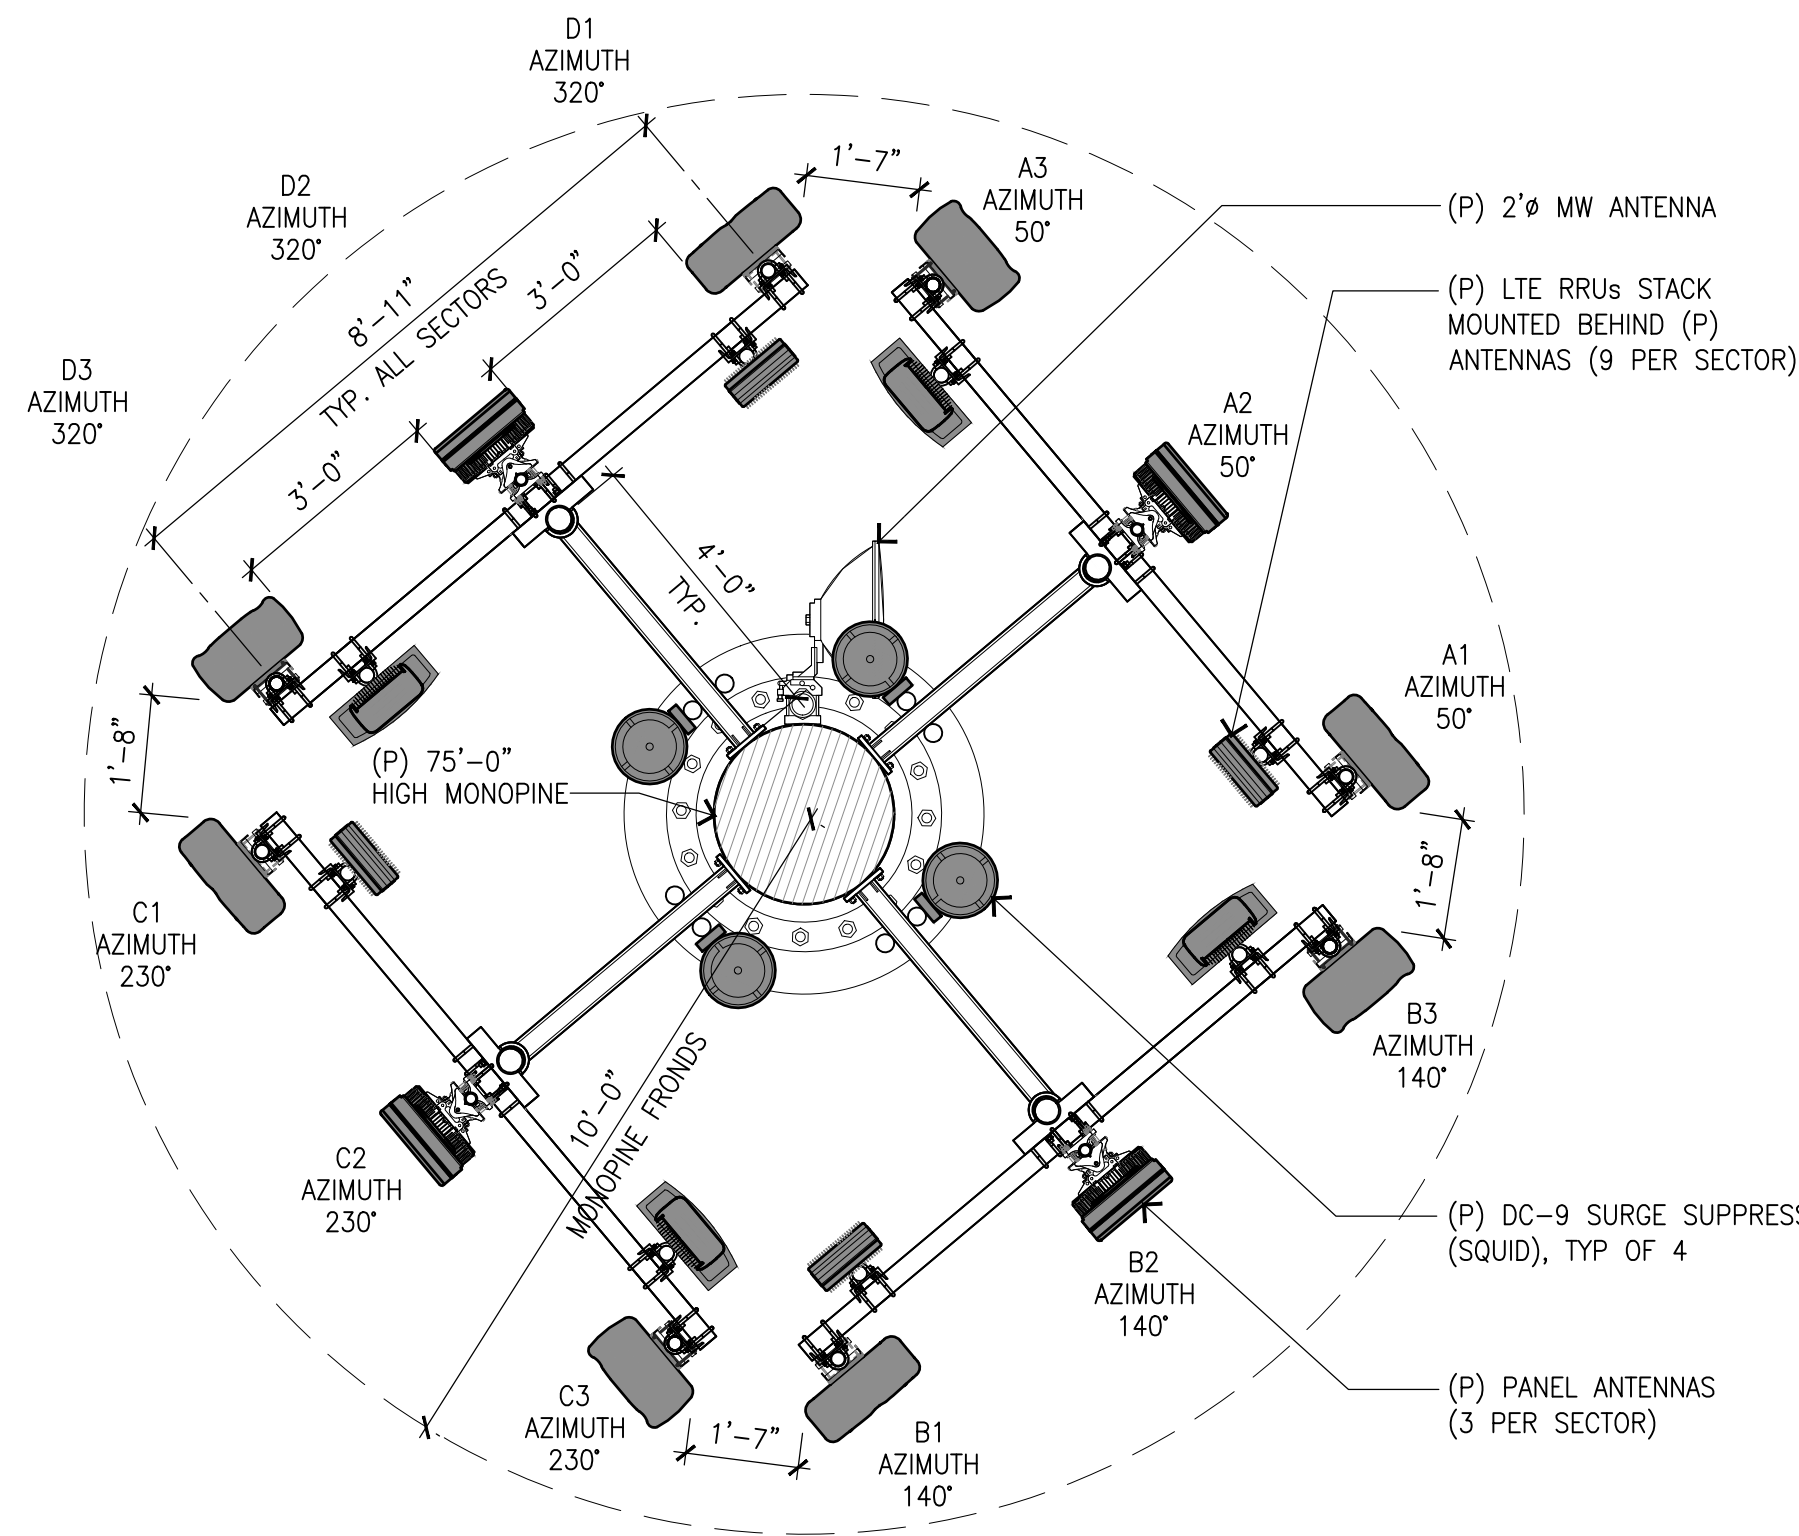 D1
AZIMUTH
320°
D2
AZIMUTH
320°
D3
AZIMUTH
320°
8'-11"
TYP. ALL SECTORS
3'-0"
3'-0"
1'-7"
A3
AZIMUTH
50°
(P) 2'ø MW ANTENNA
(P) LTE RRUs STACK
MOUNTED BEHIND (P)
ANTENNAS (9 PER SECTOR)
A2
AZIMUTH
50°
4'-0"
TYP.
A1
AZIMUTH
50°
1'-8"
(P) 75'-0"
HIGH MONOPINE
1'-8"
C1
AZIMUTH
230°
B3
AZIMUTH
140°
10'-0"
MONOPINE FRONDS
C2
AZIMUTH
230°
(P) DC-9 SURGE SUPPRESS
(SQUID), TYP OF 4
B2
AZIMUTH
140°
(P) PANEL ANTENNAS
(3 PER SECTOR)
C3
AZIMUTH
230°
1'-7"
B1
AZIMUTH
140°